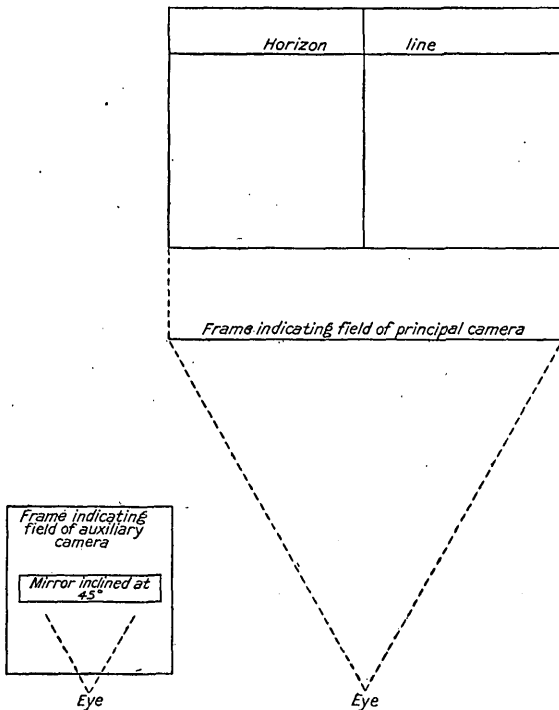 Horizon line
Frame indicating field of principal camera
Frame indicating
field of auxiliary
camera
Mirror inclined at
45°
Eye
Eye